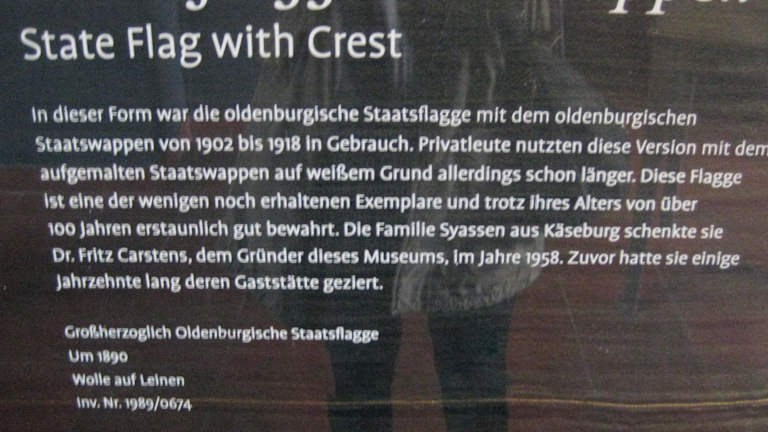 State Flag with Crest
In dieser Form war die oldenburgische Staatsflagge mit dem oldenburgischen
Staatswappen von 1902 bis 1918 in Gebrauch. Privatleute nutzten diese Version mit dem
aufgemalten Staatswappen auf weißem Grund allerdings schon länger. Diese Flagge
ist eine der wenigen noch erhaltenen Exemplare und trotz ihres Alters von über
100 Jahren erstaunlich gut bewahrt. Die Familie Syassen aus Käseburg schenkte sie
Dr. Fritz Carstens, dem Gründer dieses Museums, im Jahre 1958. Zuvor hatte sie einige
Jahrzehnte lang deren Gaststätte geziert.
Großherzoglich Oldenburgische Staatsflagge
Um 1890
Wolle auf Leinen
Inv. Nr. 1989/0674